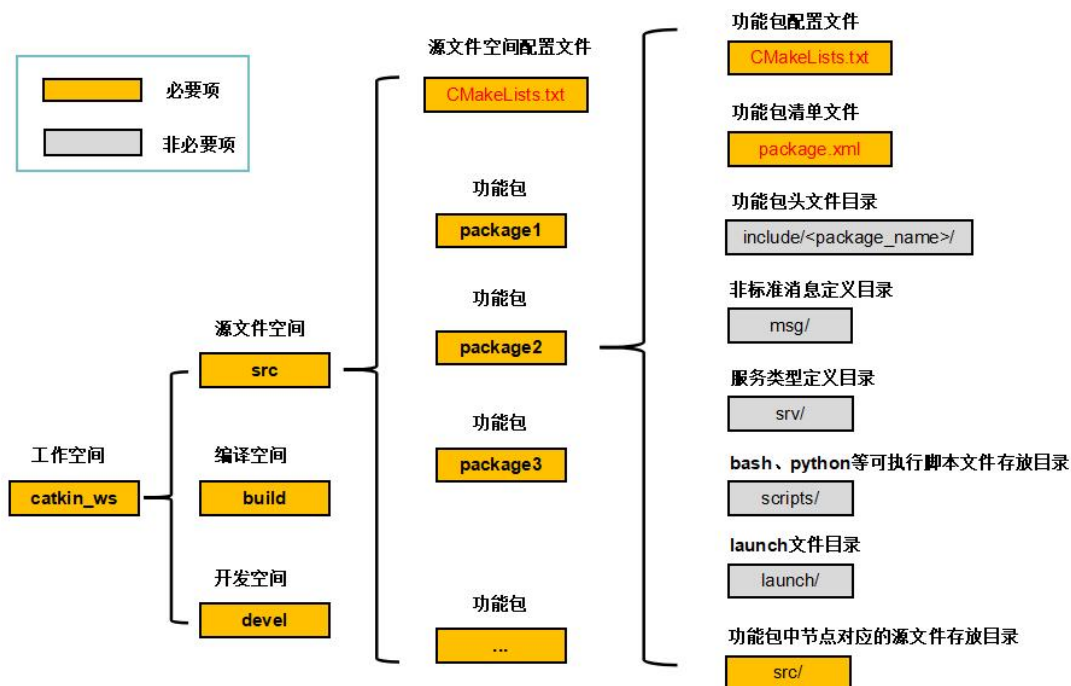 必要项
非必要项
工作空间
catkin_ws
源文件空间
src
编译空间
build
开发空间
devel
源文件空间配置文件
CMakeLists.txt
功能包
package1
功能包
package2
功能包
package3
功能包
...
功能包配置文件
CMakeLists.txt
功能包清单文件
package.xml
功能包头文件目录
include/<package_name>/
非标准消息定义目录
msg/
服务类型定义目录
srv/
bash、python等可执行脚本文件存放目录
scripts/
launch文件目录
launch/
功能包中节点对应的源文件存放目录
src/